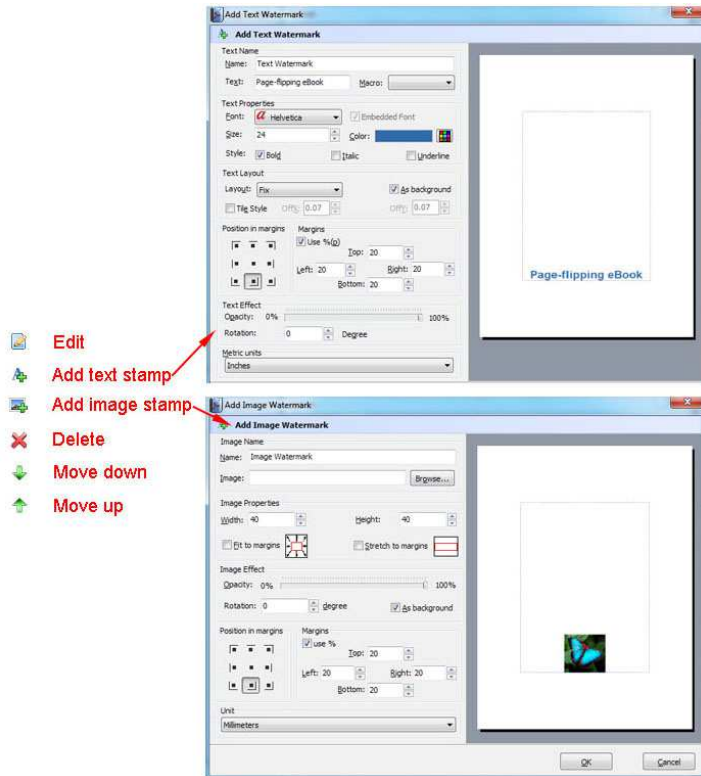 Add Text Watermark
Add Text Watermark
Text Name
Name: Text Watermark
Text: Page-flipping eBook Macro:
Text Properties
Font: a Helvetica Embedded Font
Size: 24 Color:
Style: Bold Italic Underline
Text Layout
Layout: Fix As background
Tile Style OffX: 0.07 OffY: 0.07
Position in margins Margins
Use %(p)
Top: 20
Left: 20 Right: 20
Bottom: 20
Text Effect
Opacity: 0% 100%
Rotation: 0 Degree
Metric units
Inches
Page-flipping eBook
Edit
Add text stamp
Add image stamp
Delete
Move down
Move up
Add Image Watermark
Add Image Watermark
Image Name
Name: Image Watermark
Image: Browse...
Image Properties
Width: 40 Height: 40
Fit to margins Stretch to margins
Image Effect
Opacity: 0% 100%
Rotation: 0 degree As background
Position in margins Margins
use %
Top: 20
Left: 20 Right: 20
Bottom: 20
Unit
Millimeters
OK Cancel